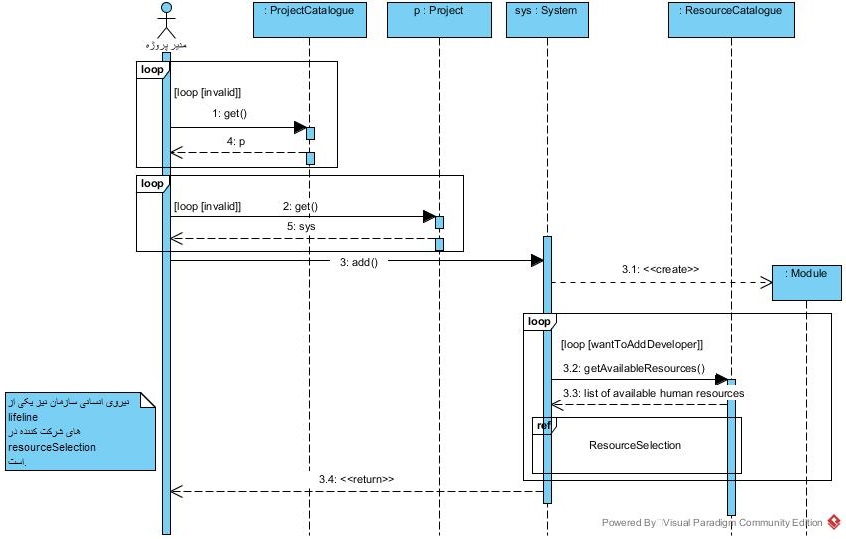 : ProjectCatalogue
p : Project
sys : System
: ResourceCatalogue
مدیر پروژه
loop
[loop [invalid]]
1: get()
4: p
loop
[loop [invalid]]
2: get()
5: sys
3: add()
3.1: <<create>>
: Module
loop
[loop [wantToAddDeveloper]]
3.2: getAvailableResources()
3.3: list of available human resources
ref
ResourceSelection
نیروی انسانی سازمان نیز یکی از
lifeline
های شرکت کننده در
resourceSelection
است.
3.4: <<return>>
Powered By Visual Paradigm Community Edition